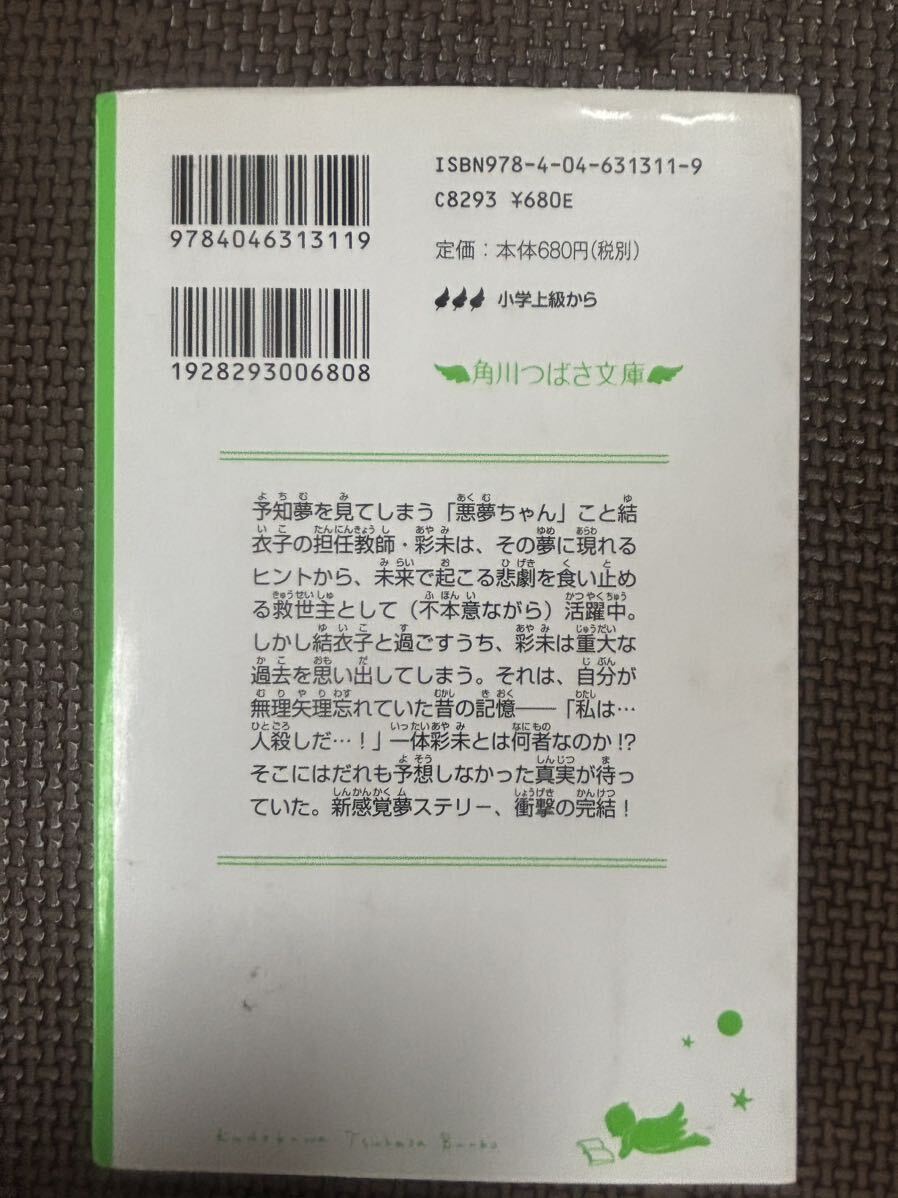 ISBN978-4-04-631311-9
C8293 ¥680E
9784046313119
定価：本体680円(税別)
小学上級から
1928293006808
角川つばさ文庫
予知夢を見てしまう「悪夢ちゃん」こと結
衣子の担任教師・彩未は、その夢に現れる
ヒントから、未来で起こる悲劇を食い止め
る救世主として（不本意ながら）活躍中。
しかし結衣子と過ごすうち、彩未は重大な
過去を思い出してしまう。それは、自分が
無理矢理忘れていた昔の記憶――「私は…
人殺しだ…！」一体彩未とは何者なのか!?
そこにはだれも予想しなかった真実が待っ
ていた。新感覚夢ステリー、衝撃の完結！
Kadokawa Tsubasa Bunko